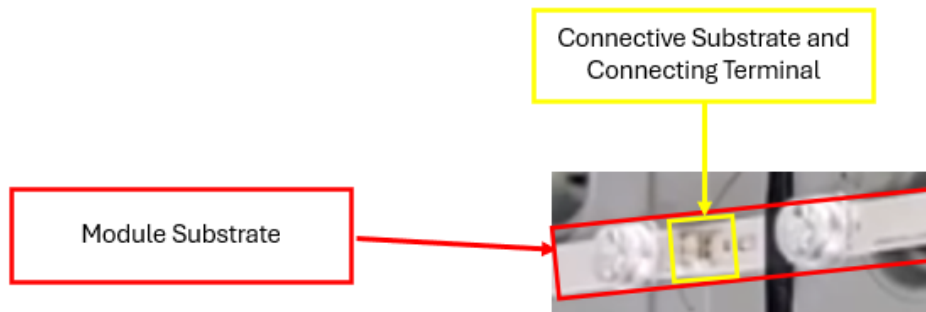 Connective Substrate and
Connecting Terminal
Module Substrate